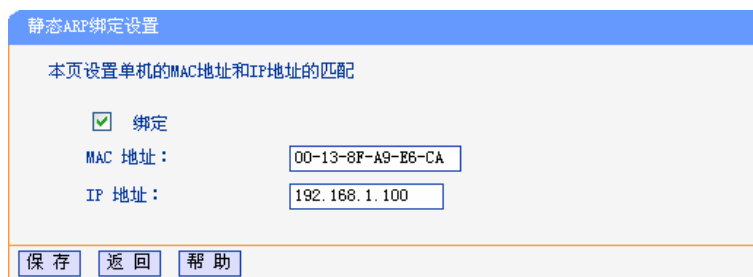 静态ARP绑定设置
本页设置单机的MAC地址和IP地址的匹配
绑定
MAC 地址： 00-13-8F-A9-E6-CA
IP 地址： 192.168.1.100
保 存 返 回 帮 助